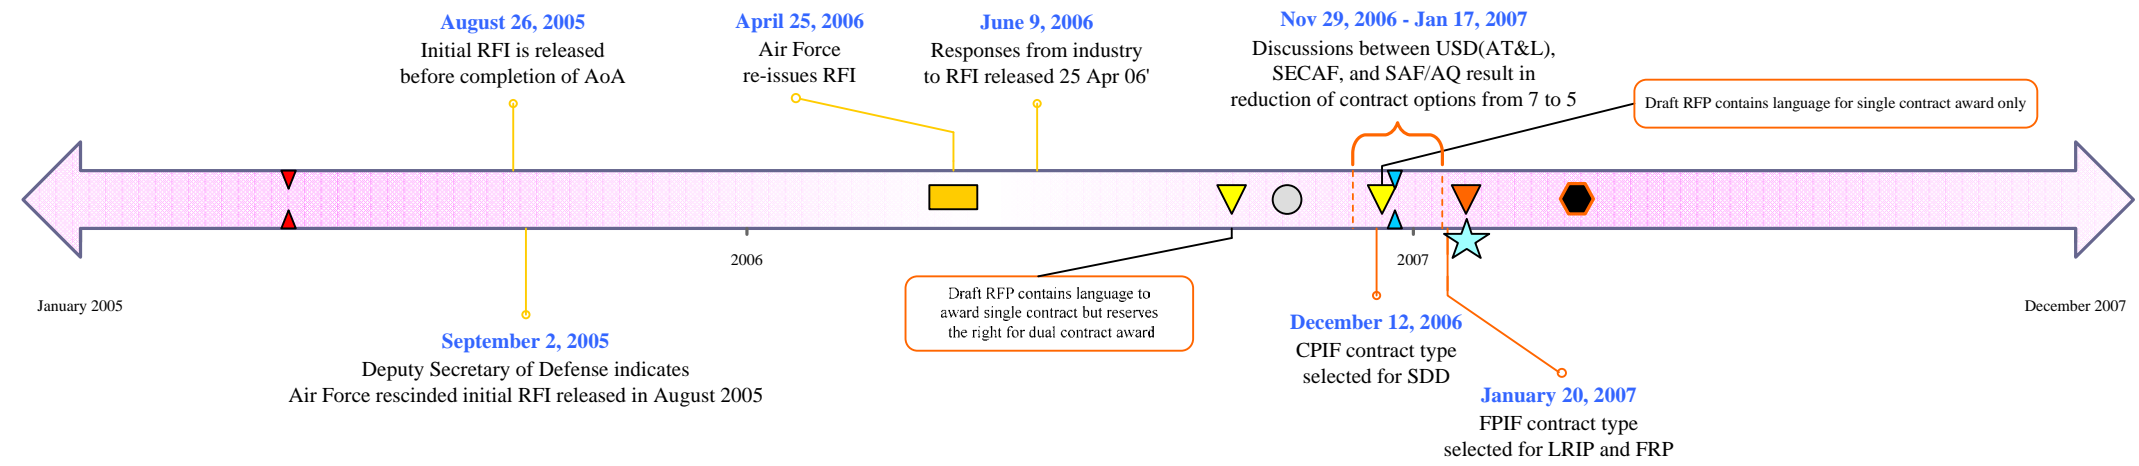 August 26, 2005
Initial RFI is released
before completion of AoA
April 25, 2006
Air Force
re-issues RFI
June 9, 2006
Responses from industry
to RFI released 25 Apr 06'
Nov 29, 2006 - Jan 17, 2007
Discussions between USD(AT&L),
SECAF, and SAF/AQ result in
reduction of contract options from 7 to 5
Draft RFP contains language for single contract award only
2006
2007
January 2005
December 2007
Draft RFP contains language to
award single contract but reserves
the right for dual contract award
September 2, 2005
Deputy Secretary of Defense indicates
Air Force rescinded initial RFI released in August 2005
December 12, 2006
CPIF contract type
selected for SDD
January 20, 2007
FPIF contract type
selected for LRIP and FRP